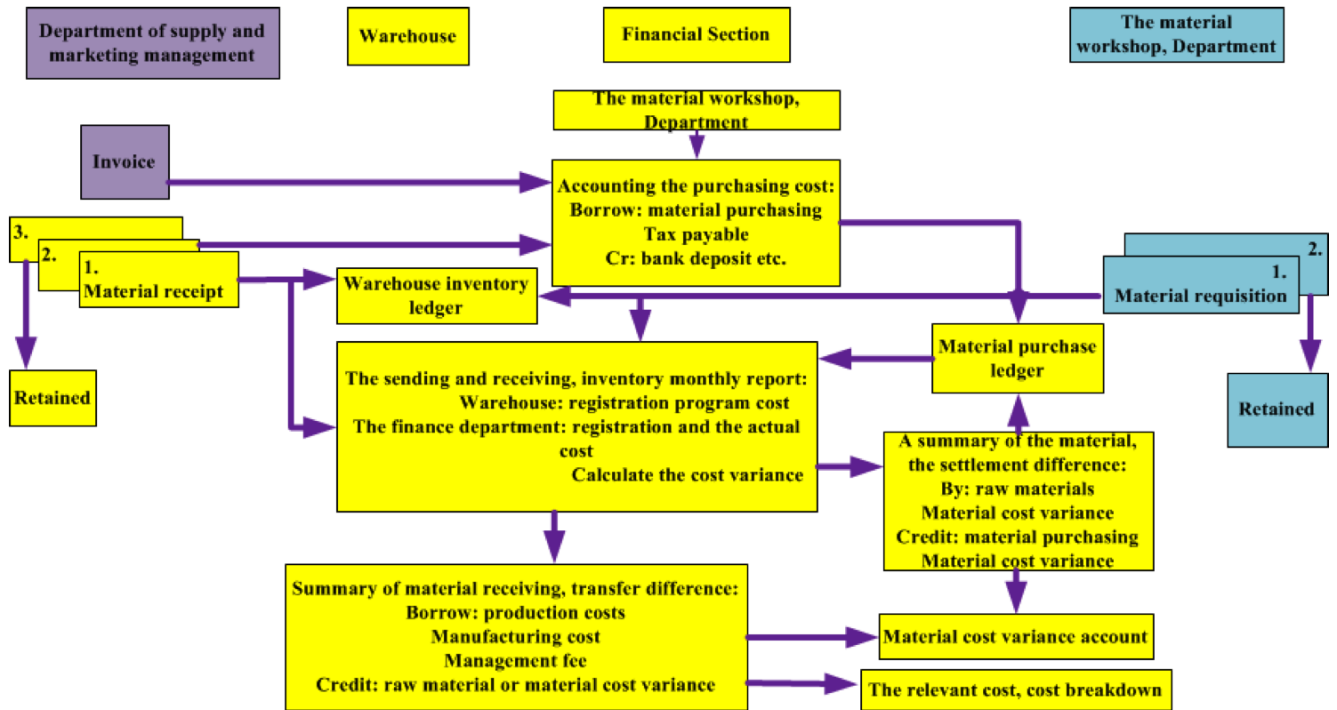 Department of supply and
marketing management
Warehouse
Financial Section
The material
workshop, Department
The material workshop,
Department
Invoice
Accounting the purchasing cost:
Borrow: material purchasing
Tax payable
Cr: bank deposit etc.
3.
2.
1.
Material receipt
Warehouse inventory
ledger
2.
1.
Material requisition
Retained
The sending and receiving, inventory monthly report:
Warehouse: registration program cost
The finance department: registration and the actual
cost
Calculate the cost variance
Material purchase
ledger
Retained
A summary of the material,
the settlement difference:
By: raw materials
Material cost variance
Credit: material purchasing
Material cost variance
Summary of material receiving, transfer difference:
Borrow: production costs
Manufacturing cost
Management fee
Credit: raw material or material cost variance
Material cost variance account
The relevant cost, cost breakdown